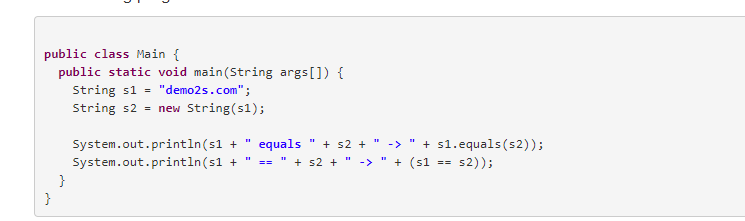 public class Main {
public static void main(String args[]) {
String s1 = "demo2s.com";
String s2 = new String(s1);
System.out.println(s1 + " equals " + s2 + " -> " + s1.equals(s2));
System.out.println(s1 + " == " + s2 + " -> " + (s1 == s2));
}
}